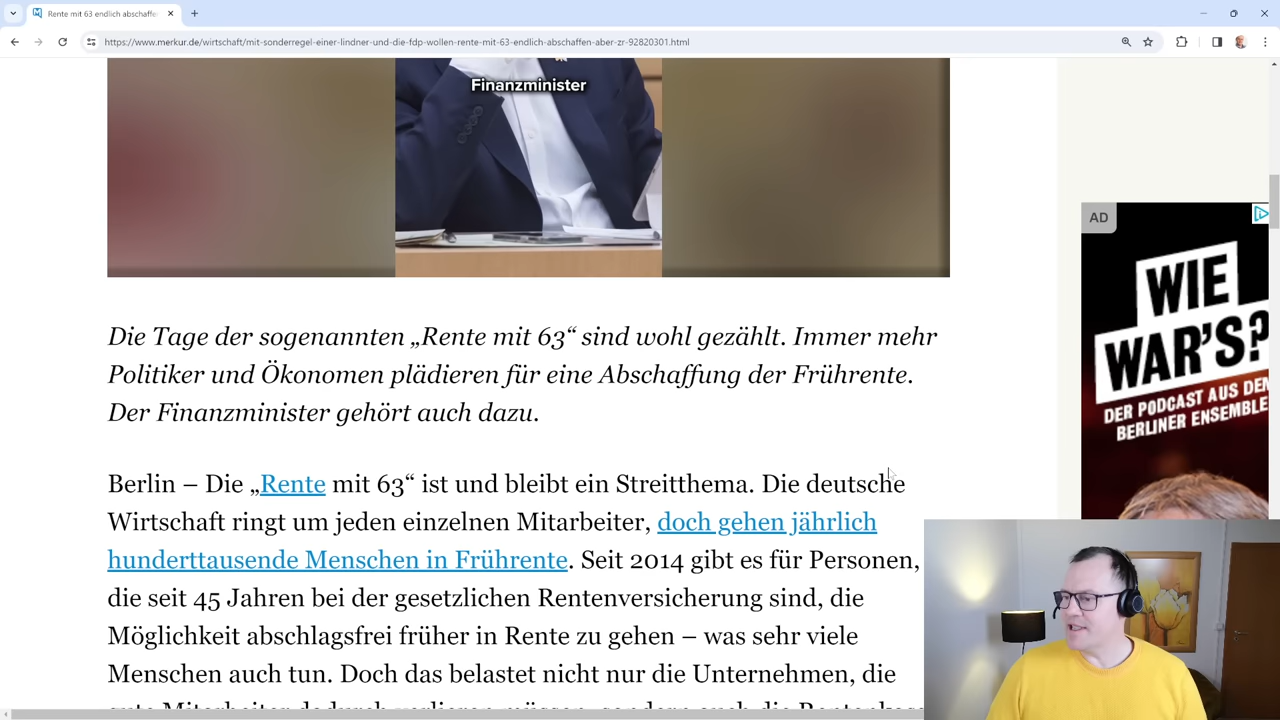 Rente mit 63 endlich abschaffe
https://www.merkur.de/wirtschaft/mit-sonderregel-einer-lindner-und-die-fdp-wollen-rente-mit-63-endlich-abschaffen-aber-zr-92820301.html
Finanzminister
AD
WIE
WAR'S?
DER PODCAST AUS DEM
BERLINER ENSEMBLE
Die Tage der sogenannten „Rente mit 63“ sind wohl gezählt. Immer mehr
Politiker und Ökonomen plädieren für eine Abschaffung der Frührente.
Der Finanzminister gehört auch dazu.
Berlin – Die „Rente mit 63“ ist und bleibt ein Streitthema. Die deutsche
Wirtschaft ringt um jeden einzelnen Mitarbeiter, doch gehen jährlich
hunderttausende Menschen in Frührente. Seit 2014 gibt es für Personen,
die seit 45 Jahren bei der gesetzlichen Rentenversicherung sind, die
Möglichkeit abschlagsfrei früher in Rente zu gehen – was sehr viele
Menschen auch tun. Doch das belastet nicht nur die Unternehmen, die